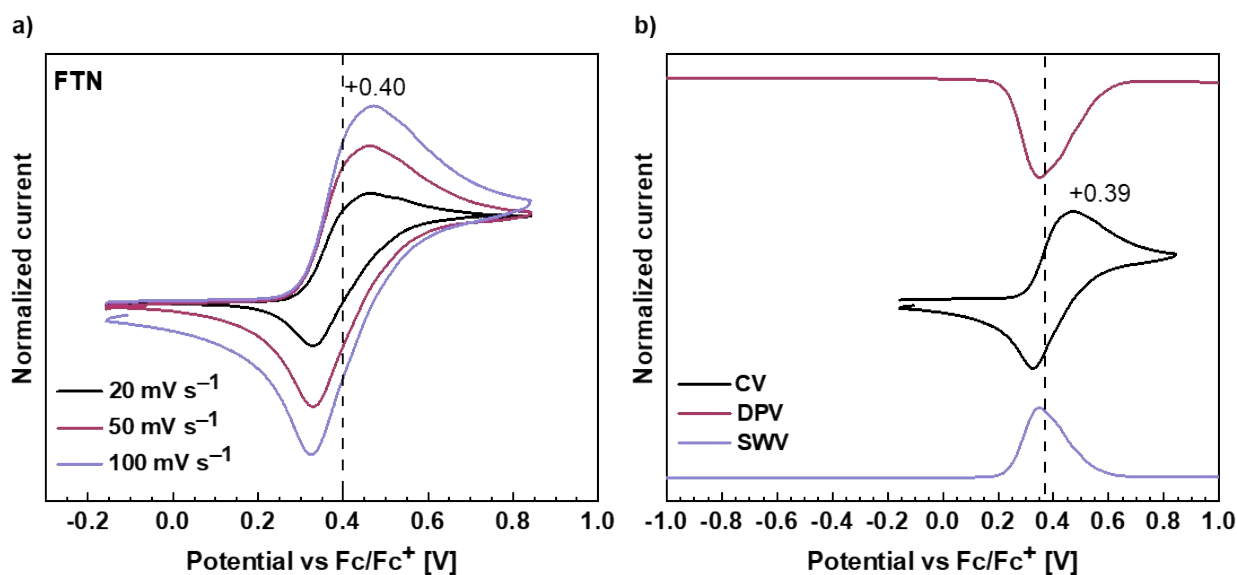 a)
FTN
+0.40
Normalized current
20 mV s⁻¹
50 mV s⁻¹
100 mV s⁻¹
-0.2 0.0 0.2 0.4 0.6 0.8 1.0
Potential vs Fc/Fc⁺ [V]
b)
+0.39
Normalized current
CV
DPV
SWV
-1.0 -0.8 -0.6 -0.4 -0.2 0.0 0.2 0.4 0.6 0.8 1.0
Potential vs Fc/Fc⁺ [V]